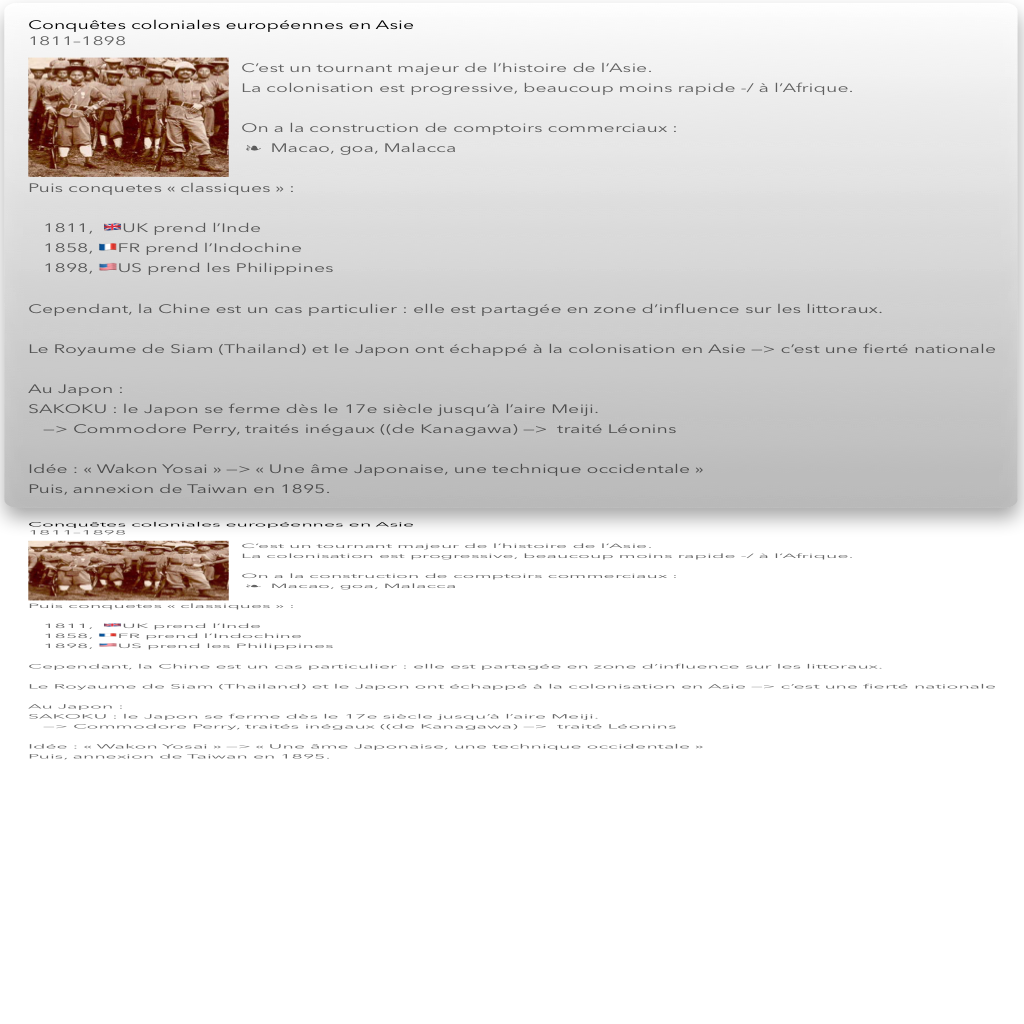 Conquêtes coloniales européennes en Asie
1811–1898
C’est un tournant majeur de l’histoire de l’Asie.
La colonisation est progressive, beaucoup moins rapide -/ à l’Afrique.
On a la construction de comptoirs commerciaux :
❧ Macao, goa, Malacca
Puis conquetes « classiques » :
1811, 🇬🇧UK prend l’Inde
1858, 🇫🇷FR prend l’Indochine
1898, 🇺🇸US prend les Philippines
Cependant, la Chine est un cas particulier : elle est partagée en zone d’influence sur les littoraux.
Le Royaume de Siam (Thailand) et le Japon ont échappé à la colonisation en Asie —> c’est une fierté nationale
Au Japon :
SAKOKU : le Japon se ferme dès le 17e siècle jusqu’à l’aire Meiji.
—> Commodore Perry, traités inégaux ((de Kanagawa) —> traité Léonins
Idée : « Wakon Yosai » —> « Une âme Japonaise, une technique occidentale »
Puis, annexion de Taiwan en 1895.
Conquêtes coloniales européennes en Asie
1811–1898
C’est un tournant majeur de l’histoire de l’Asie.
La colonisation est progressive, beaucoup moins rapide -/ à l’Afrique.
On a la construction de comptoirs commerciaux :
❧ Macao, goa, Malacca
Puis conquetes « classiques » :
1811, 🇬🇧UK prend l’Inde
1858, 🇫🇷FR prend l’Indochine
1898, 🇺🇸US prend les Philippines
Cependant, la Chine est un cas particulier : elle est partagée en zone d’influence sur les littoraux.
Le Royaume de Siam (Thailand) et le Japon ont échappé à la colonisation en Asie —> c’est une fierté nationale
Au Japon :
SAKOKU : le Japon se ferme dès le 17e siècle jusqu’à l’aire Meiji.
—> Commodore Perry, traités inégaux ((de Kanagawa) —> traité Léonins
Idée : « Wakon Yosai » —> « Une âme Japonaise, une technique occidentale »
Puis, annexion de Taiwan en 1895.